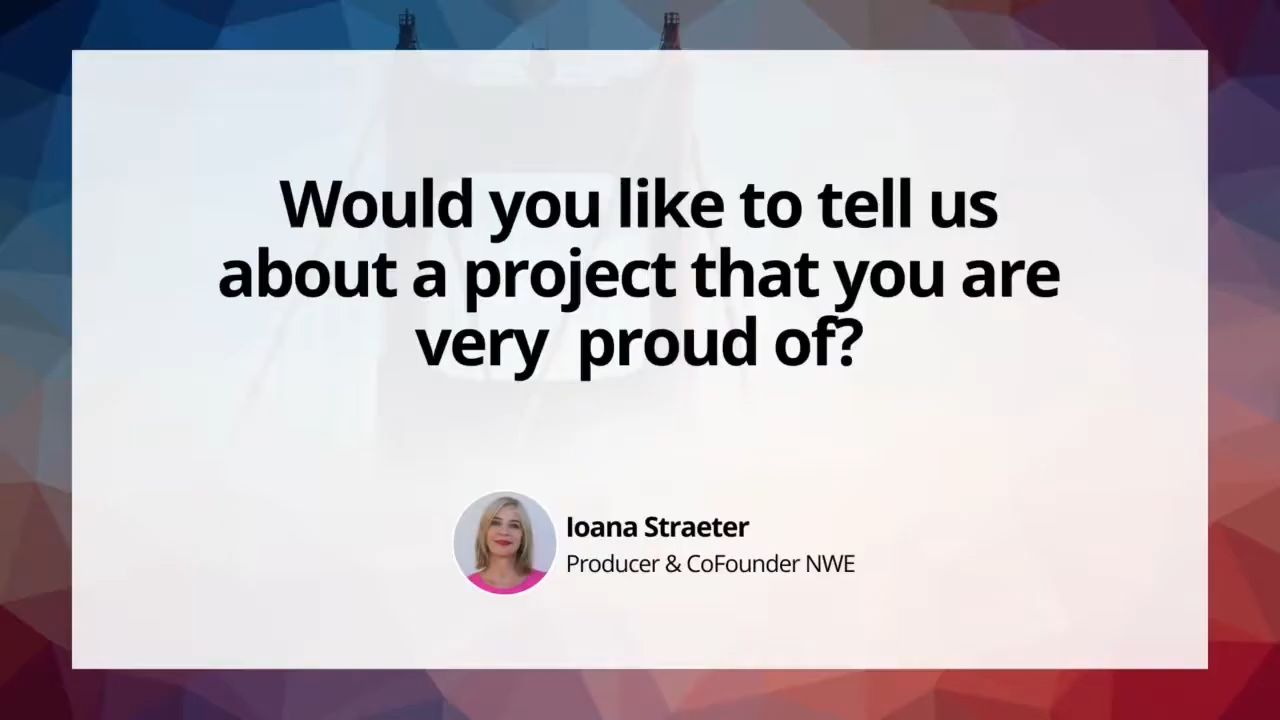 Would you like to tell us
about a project that you are
very  proud of?
Ioana Straeter
Producer & CoFounder NWE